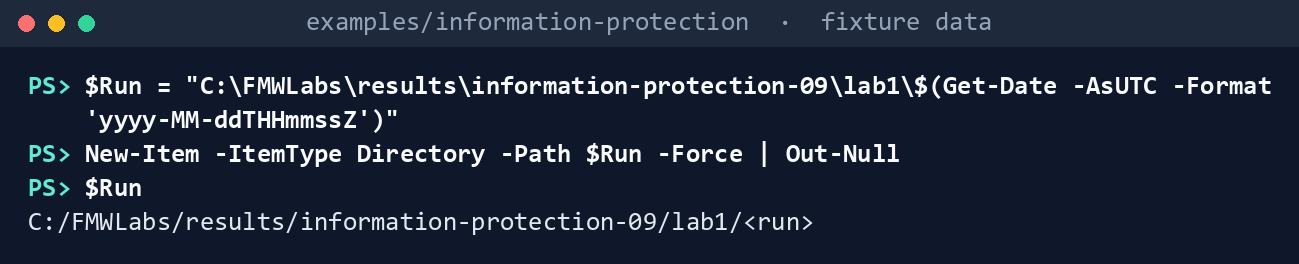 examples/information-protection · fixture data
PS> $Run = "C:\FMWLabs\results\information-protection-09\lab1\$(Get-Date -AsUTC -Format
'yyyy-MM-ddTHHmmssZ')"
PS> New-Item -ItemType Directory -Path $Run -Force | Out-Null
PS> $Run
C:/FMWLabs/results/information-protection-09/lab1/<run>